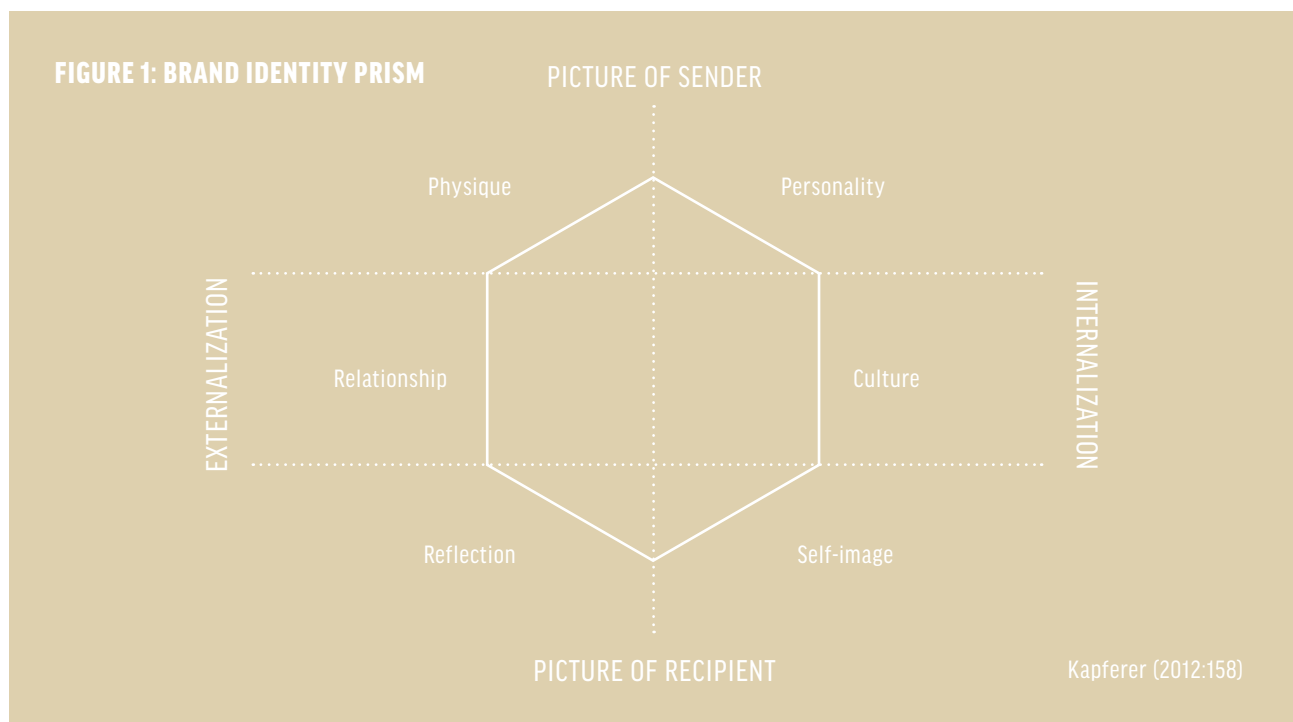 FIGURE 1: BRAND IDENTITY PRISM
PICTURE OF SENDER
Physique
Personality
EXTERNALIZATION
INTERNALIZATION
Relationship
Culture
Reflection
Self-image
PICTURE OF RECIPIENT
Kapferer (2012:158)